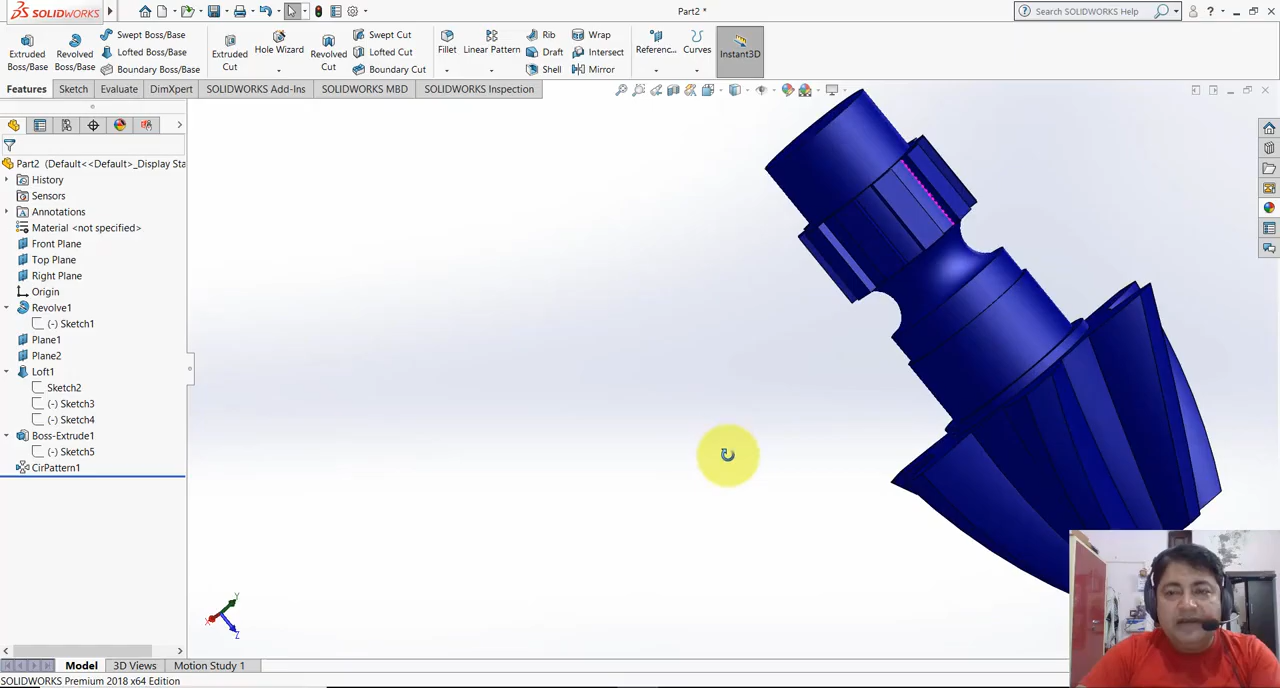 SOLIDWORKS
Part2 *
Search SOLIDWORKS Help
Extruded Boss/Base
Revolved Boss/Base
Swept Boss/Base
Lofted Boss/Base
Boundary Boss/Base
Extruded Cut
Hole Wizard
Revolved Cut
Swept Cut
Lofted Cut
Boundary Cut
Fillet
Linear Pattern
Rib
Draft
Shell
Wrap
Intersect
Mirror
Referenc...
Curves
Instant3D
Features
Sketch
Evaluate
DimXpert
SOLIDWORKS Add-Ins
SOLIDWORKS MBD
SOLIDWORKS Inspection
Part2 (Default<<Default>_Display Sta
History
Sensors
Annotations
Material <not specified>
Front Plane
Top Plane
Right Plane
Origin
Revolve1
(-) Sketch1
Plane1
Plane2
Loft1
Sketch2
(-) Sketch3
(-) Sketch4
Boss-Extrude1
(-) Sketch5
CirPattern1
Y
X
Z
Model
3D Views
Motion Study 1
SOLIDWORKS Premium 2018 x64 Edition